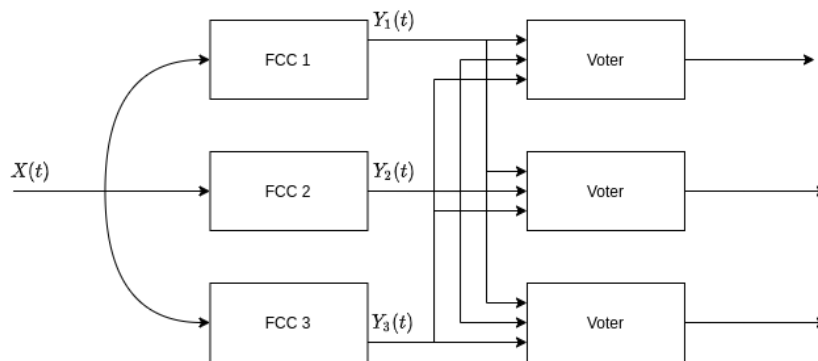 Y₁(t)
FCC 1
Voter
X(t)
Y₂(t)
FCC 2
Voter
Y₃(t)
FCC 3
Voter